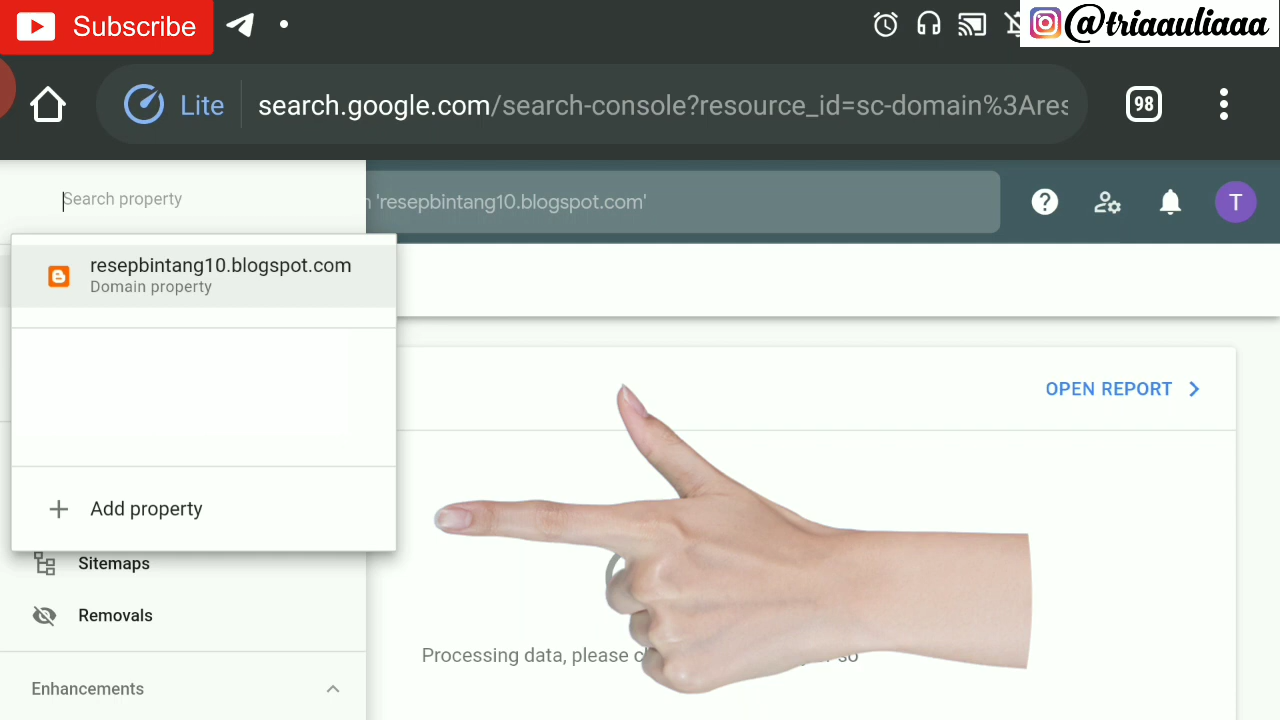 Subscribe
@triaauliaaa
Lite
search.google.com/search-console?resource_id=sc-domain%3Ares
98
Search property
'resepbintang10.blogspot.com'
T
resepbintang10.blogspot.com
Domain property
OPEN REPORT
Add property
Sitemaps
Removals
Processing data, please
so
Enhancements